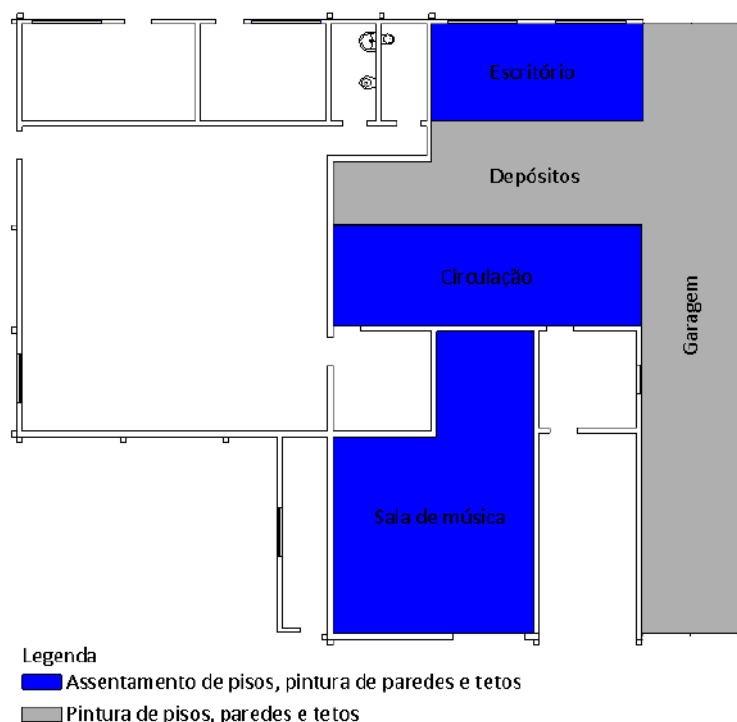 Escritório
Depósitos
Circulação
Garagem
Sala de música
Legenda
Assentamento de pisos, pintura de paredes e tetos
Pintura de pisos, paredes e tetos